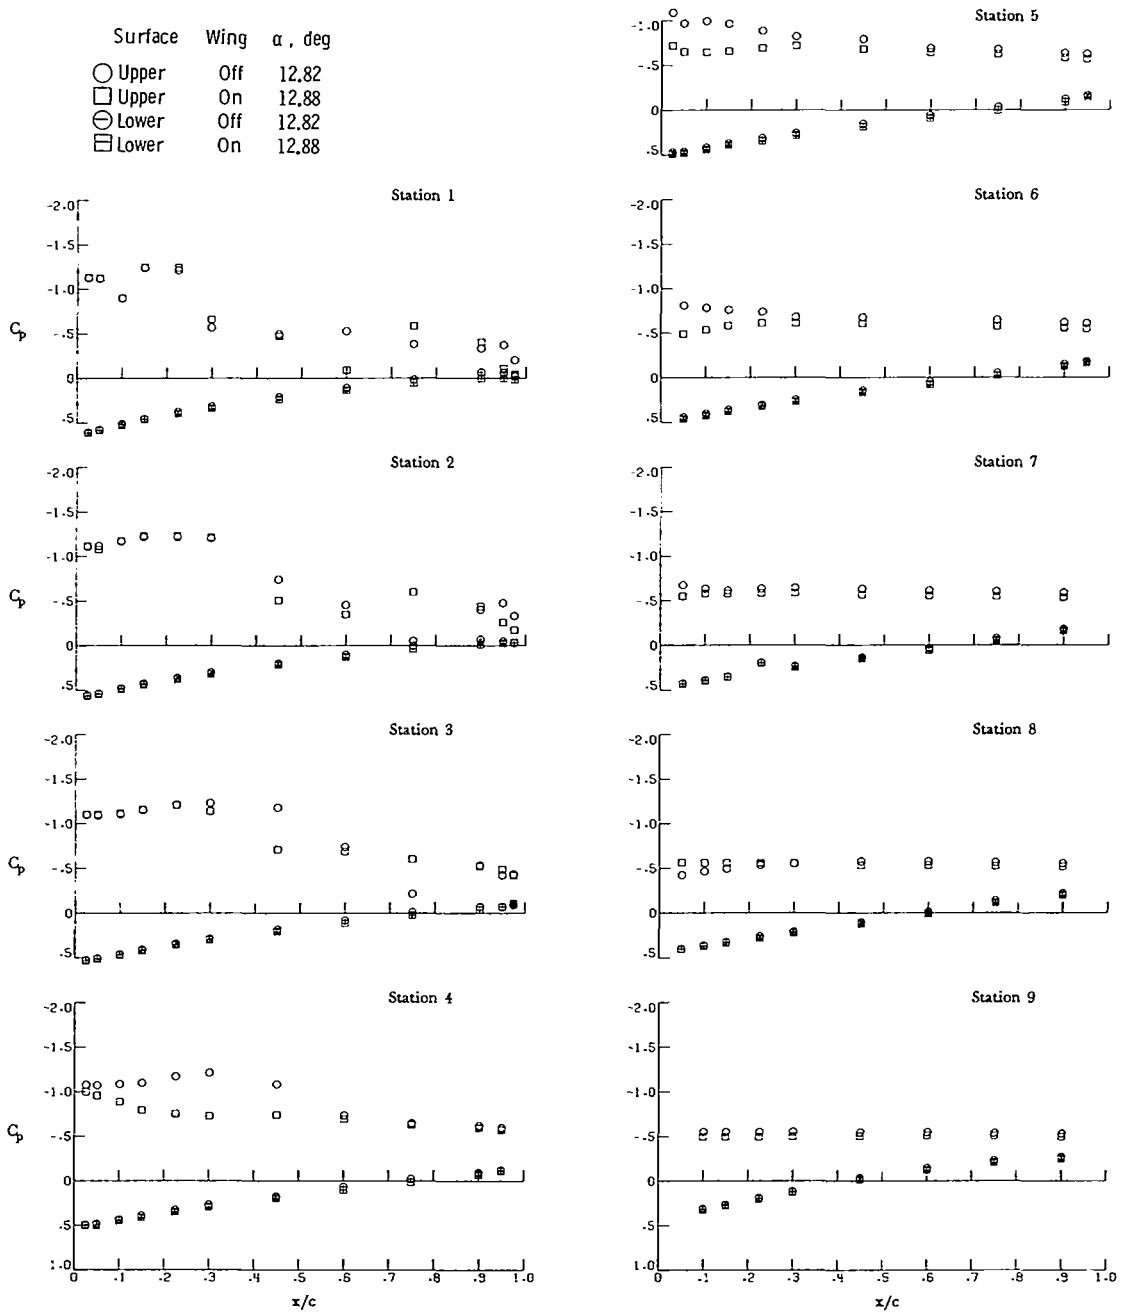 Surface Wing α, deg
Upper Off 12.82
Upper On 12.88
Lower Off 12.82
Lower On 12.88
Station 1
-2.0
-1.5
-1.0
-.5
0
.5
Cp
Station 2
-2.0
-1.5
-1.0
-.5
0
.5
Cp
Station 3
-2.0
-1.5
-1.0
-.5
0
.5
Cp
Station 4
-2.0
-1.5
-1.0
-.5
0
.5
1.0
Cp
0 .1 .2 .3 .4 .5 .6 .7 .8 .9 1.0
x/c
Station 5
-1.0
-.5
0
.5
Station 6
-2.0
-1.5
-1.0
-.5
0
.5
Station 7
-2.0
-1.5
-1.0
-.5
0
.5
Station 8
-2.0
-1.5
-1.0
-.5
0
.5
Station 9
-2.0
-1.5
-1.0
-.5
0
.5
1.0
0 .1 .2 .3 .4 .5 .6 .7 .8 .9 1.0
x/c